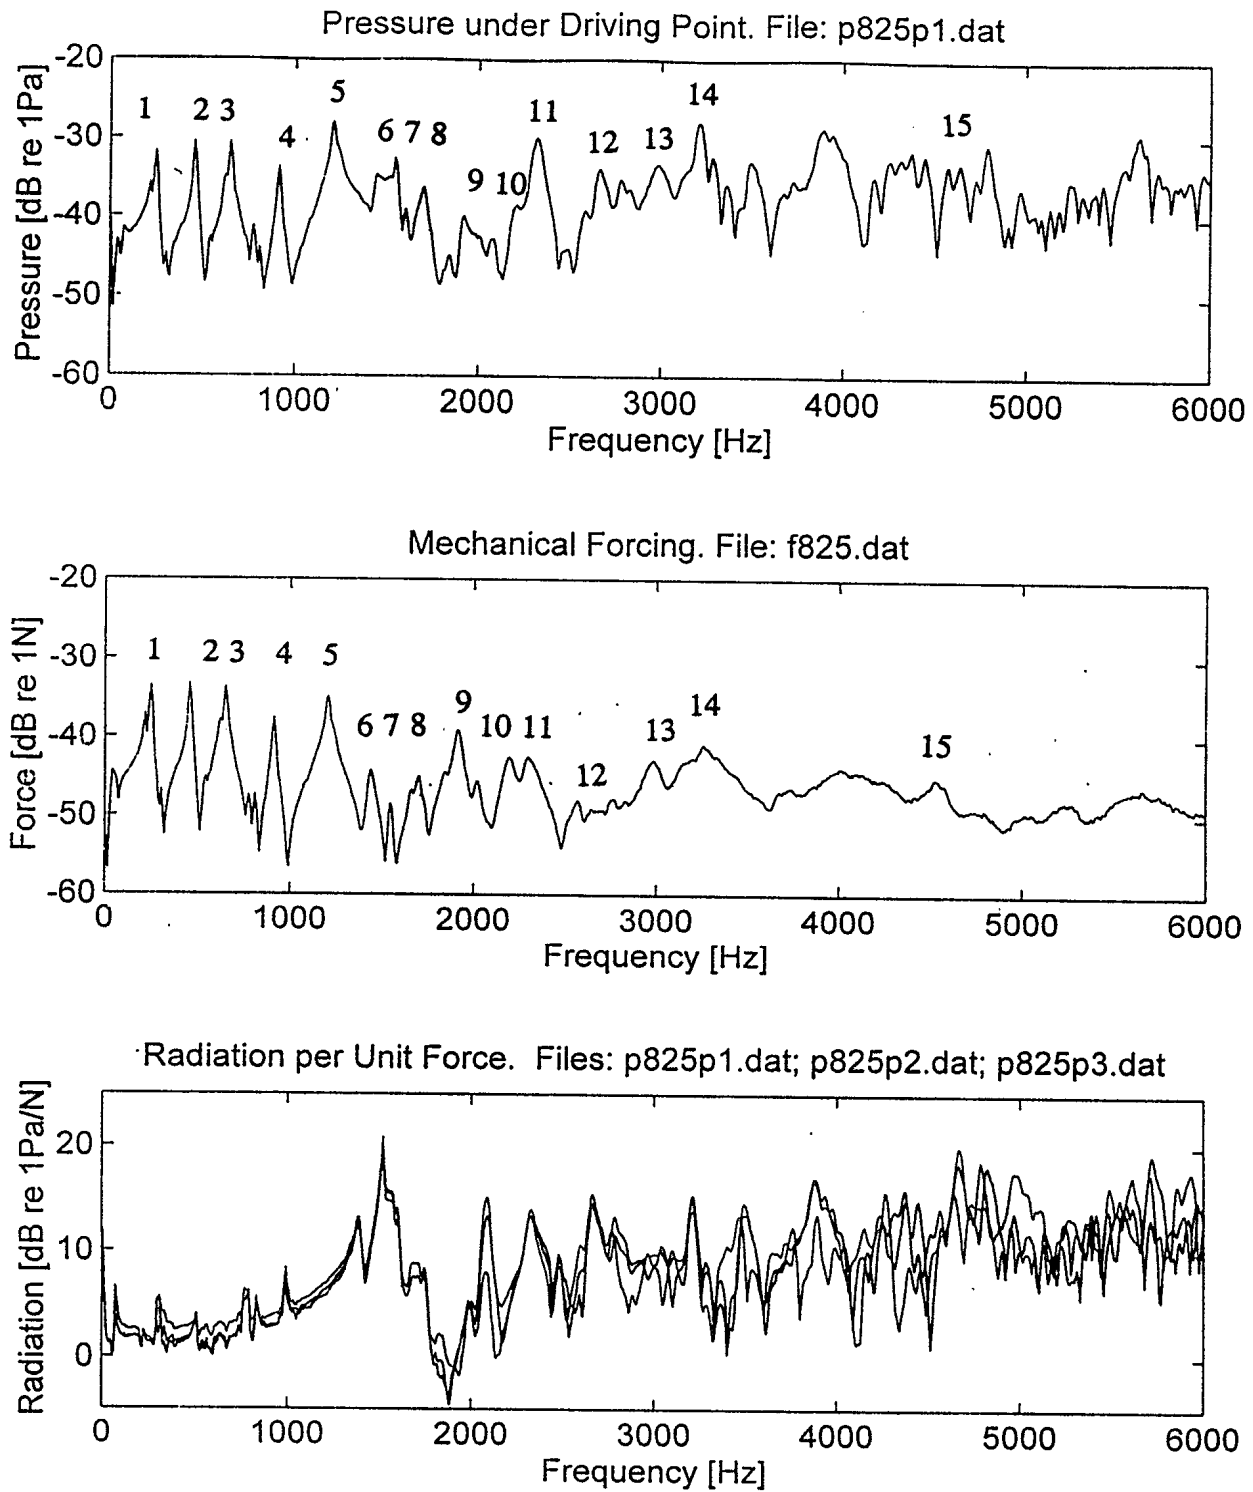 Pressure under Driving Point. File: p825p1.dat
Pressure [dB re 1Pa]
-20
-30
-40
-50
-60
1 2 3 4 5 6 7 8 9 10 11 12 13 14 15
0 1000 2000 3000 4000 5000 6000
Frequency [Hz]
Mechanical Forcing. File: f825.dat
Force [dB re 1N]
-20
-30
-40
-50
-60
1 2 3 4 5 6 7 8 9 10 11 12 13 14 15
0 1000 2000 3000 4000 5000 6000
Frequency [Hz]
Radiation per Unit Force. Files: p825p1.dat; p825p2.dat; p825p3.dat
Radiation [dB re 1Pa/N]
20
10
0
0 1000 2000 3000 4000 5000 6000
Frequency [Hz]